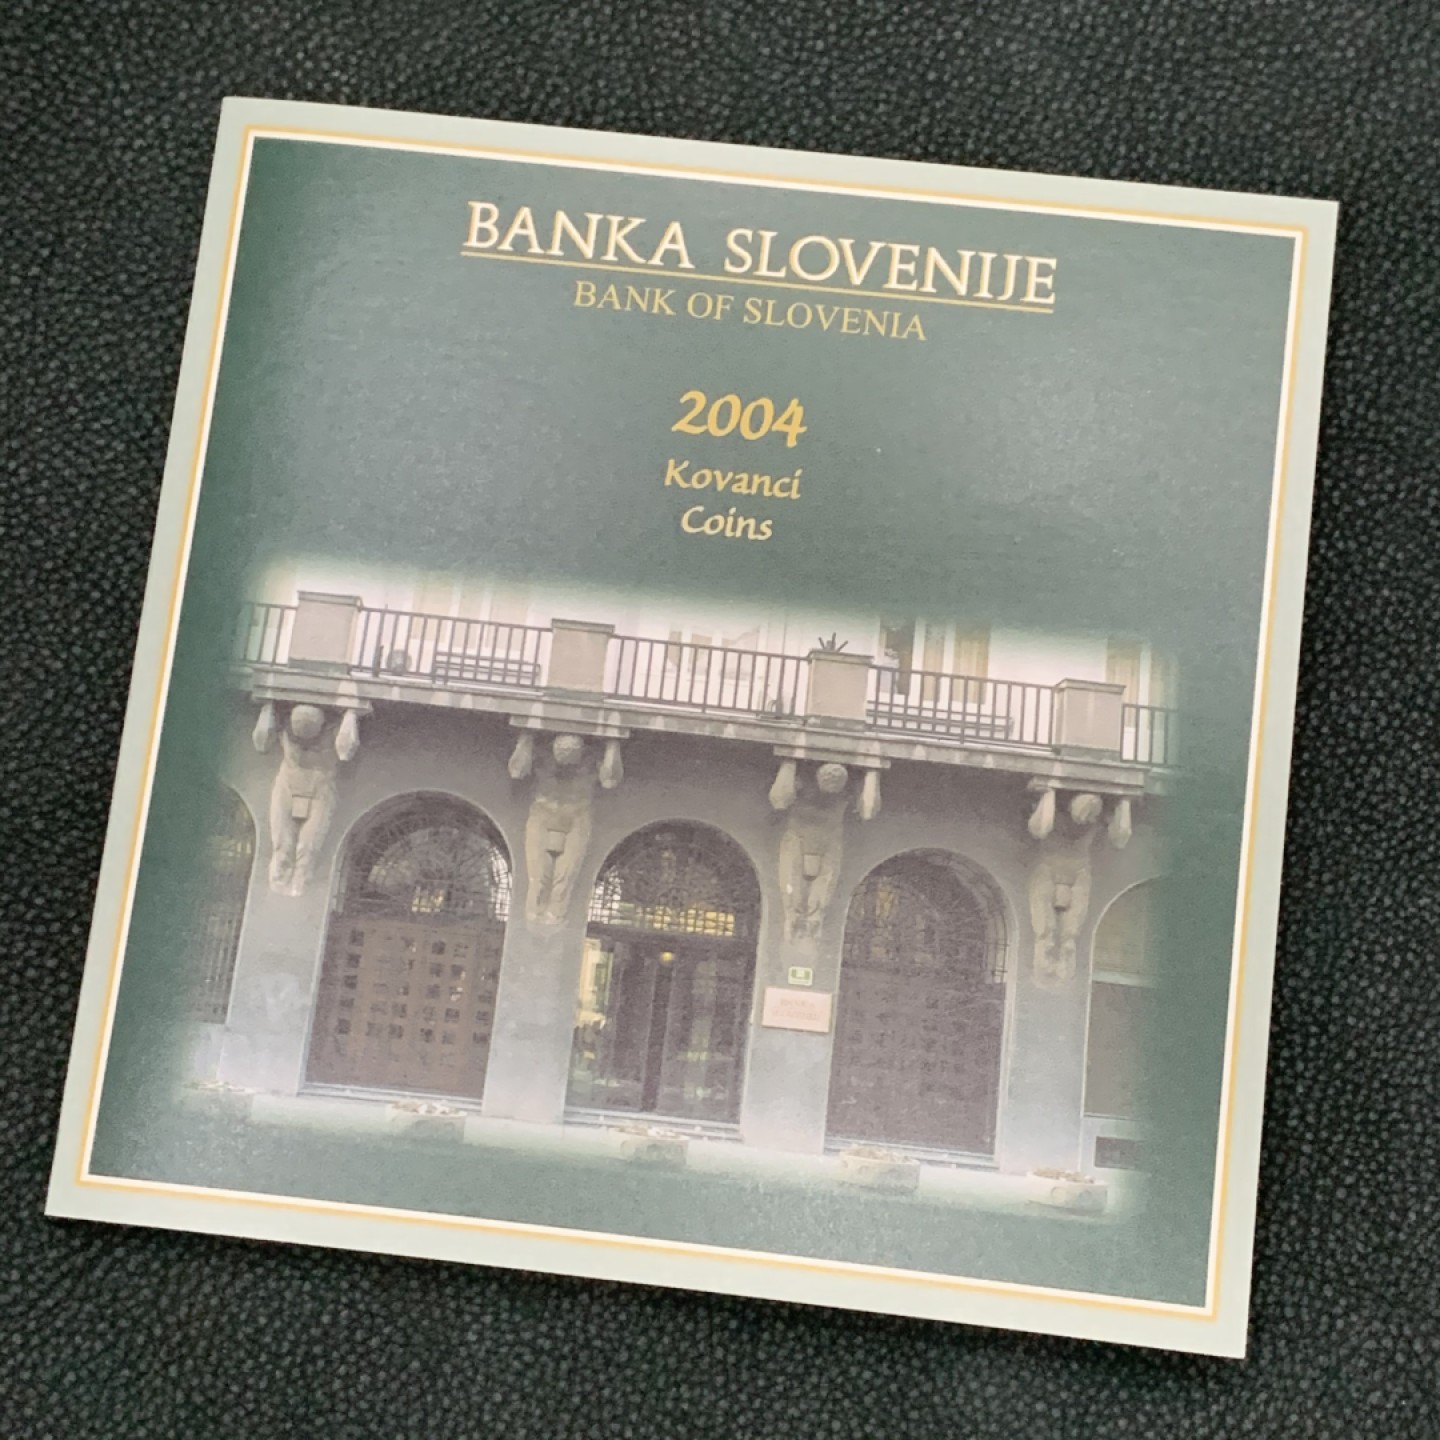 BANKA SLOVENIJE
BANK OF SLOVENIA
2004
Kovanci
Coins